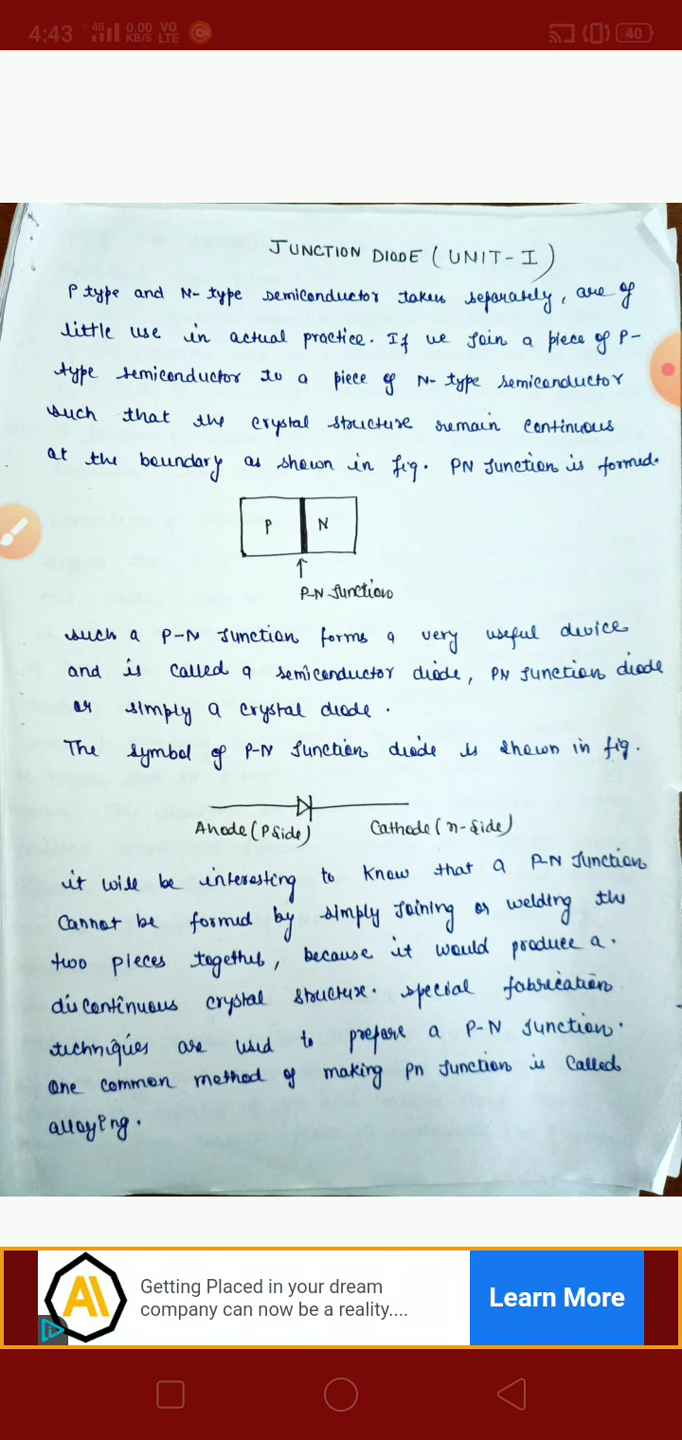 4:43 4G 0.00 KB/S VO LTE 40
JUNCTION DIODE (UNIT-I)
P type and N-type semiconductor taken separately, are of
little use in actual practice. If we join a piece of P-
type semiconductor to a piece of N-type semiconductor
such that the crystal structure remain continuous
at the boundary as shown in fig. PN Junction is formed.
P N
P-N Junction
such a P-N Junction forms a very useful device
and is called a semiconductor diode, PN junction diode
or simply a crystal diode.
The symbol of P-N Junction diode is shown in fig.
Anode (P side) Cathode (n-side)
it will be interesting to know that a P-N Junction
cannot be formed by simply joining or welding the
two pieces together, because it would produce a.
discontinuous crystal structure. special fabrication
techniques are used to prepare a P-N Junction.
One common method of making Pn Junction is called
alloying.
Getting Placed in your dream
company can now be a reality....
Learn More